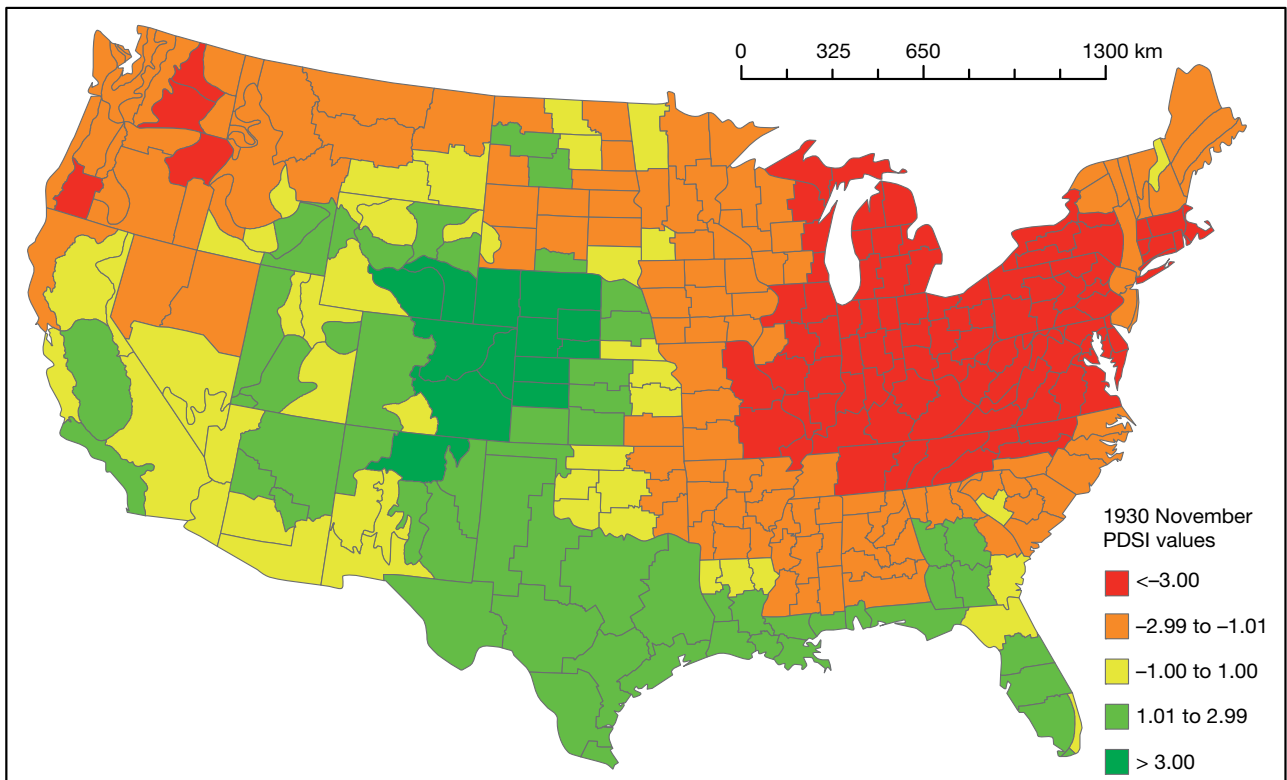 0 325 650 1300 km
1930 November
PDSI values
<–3.00
–2.99 to –1.01
–1.00 to 1.00
1.01 to 2.99
> 3.00